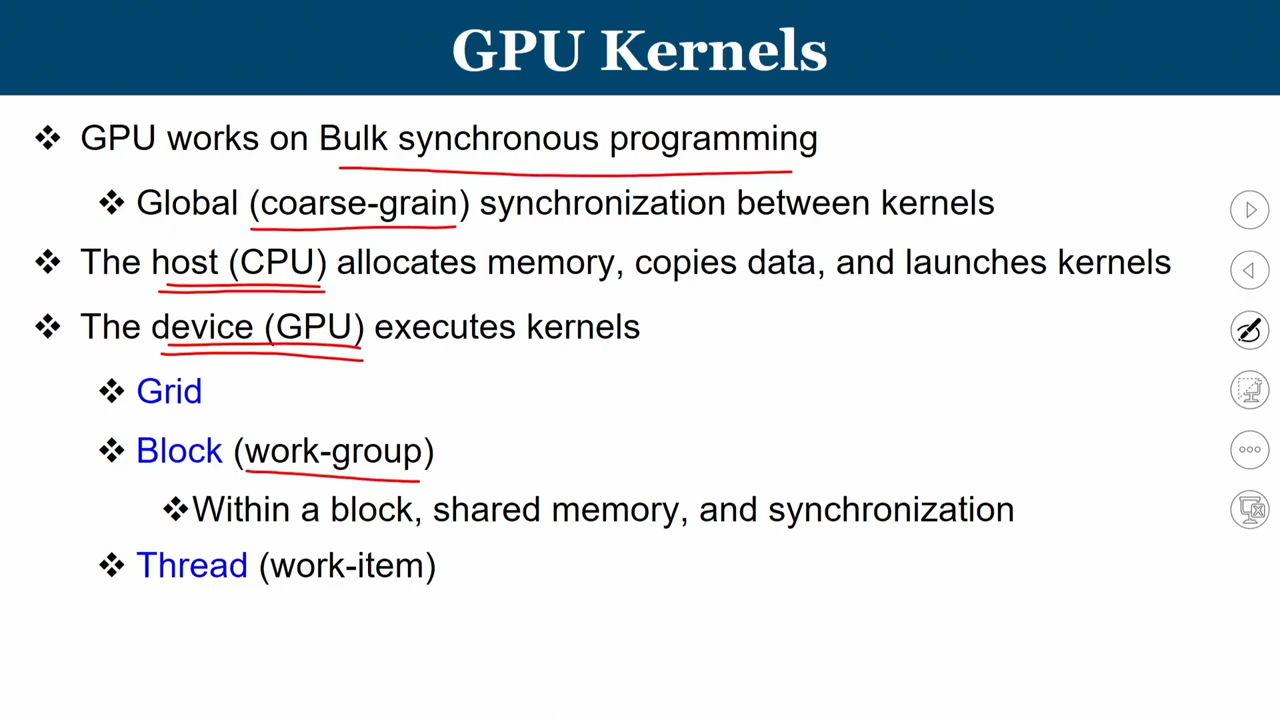 GPU Kernels
GPU works on Bulk synchronous programming
Global (coarse-grain) synchronization between kernels
The host (CPU) allocates memory, copies data, and launches kernels
The device (GPU) executes kernels
Grid
Block (work-group)
Within a block, shared memory, and synchronization
Thread (work-item)